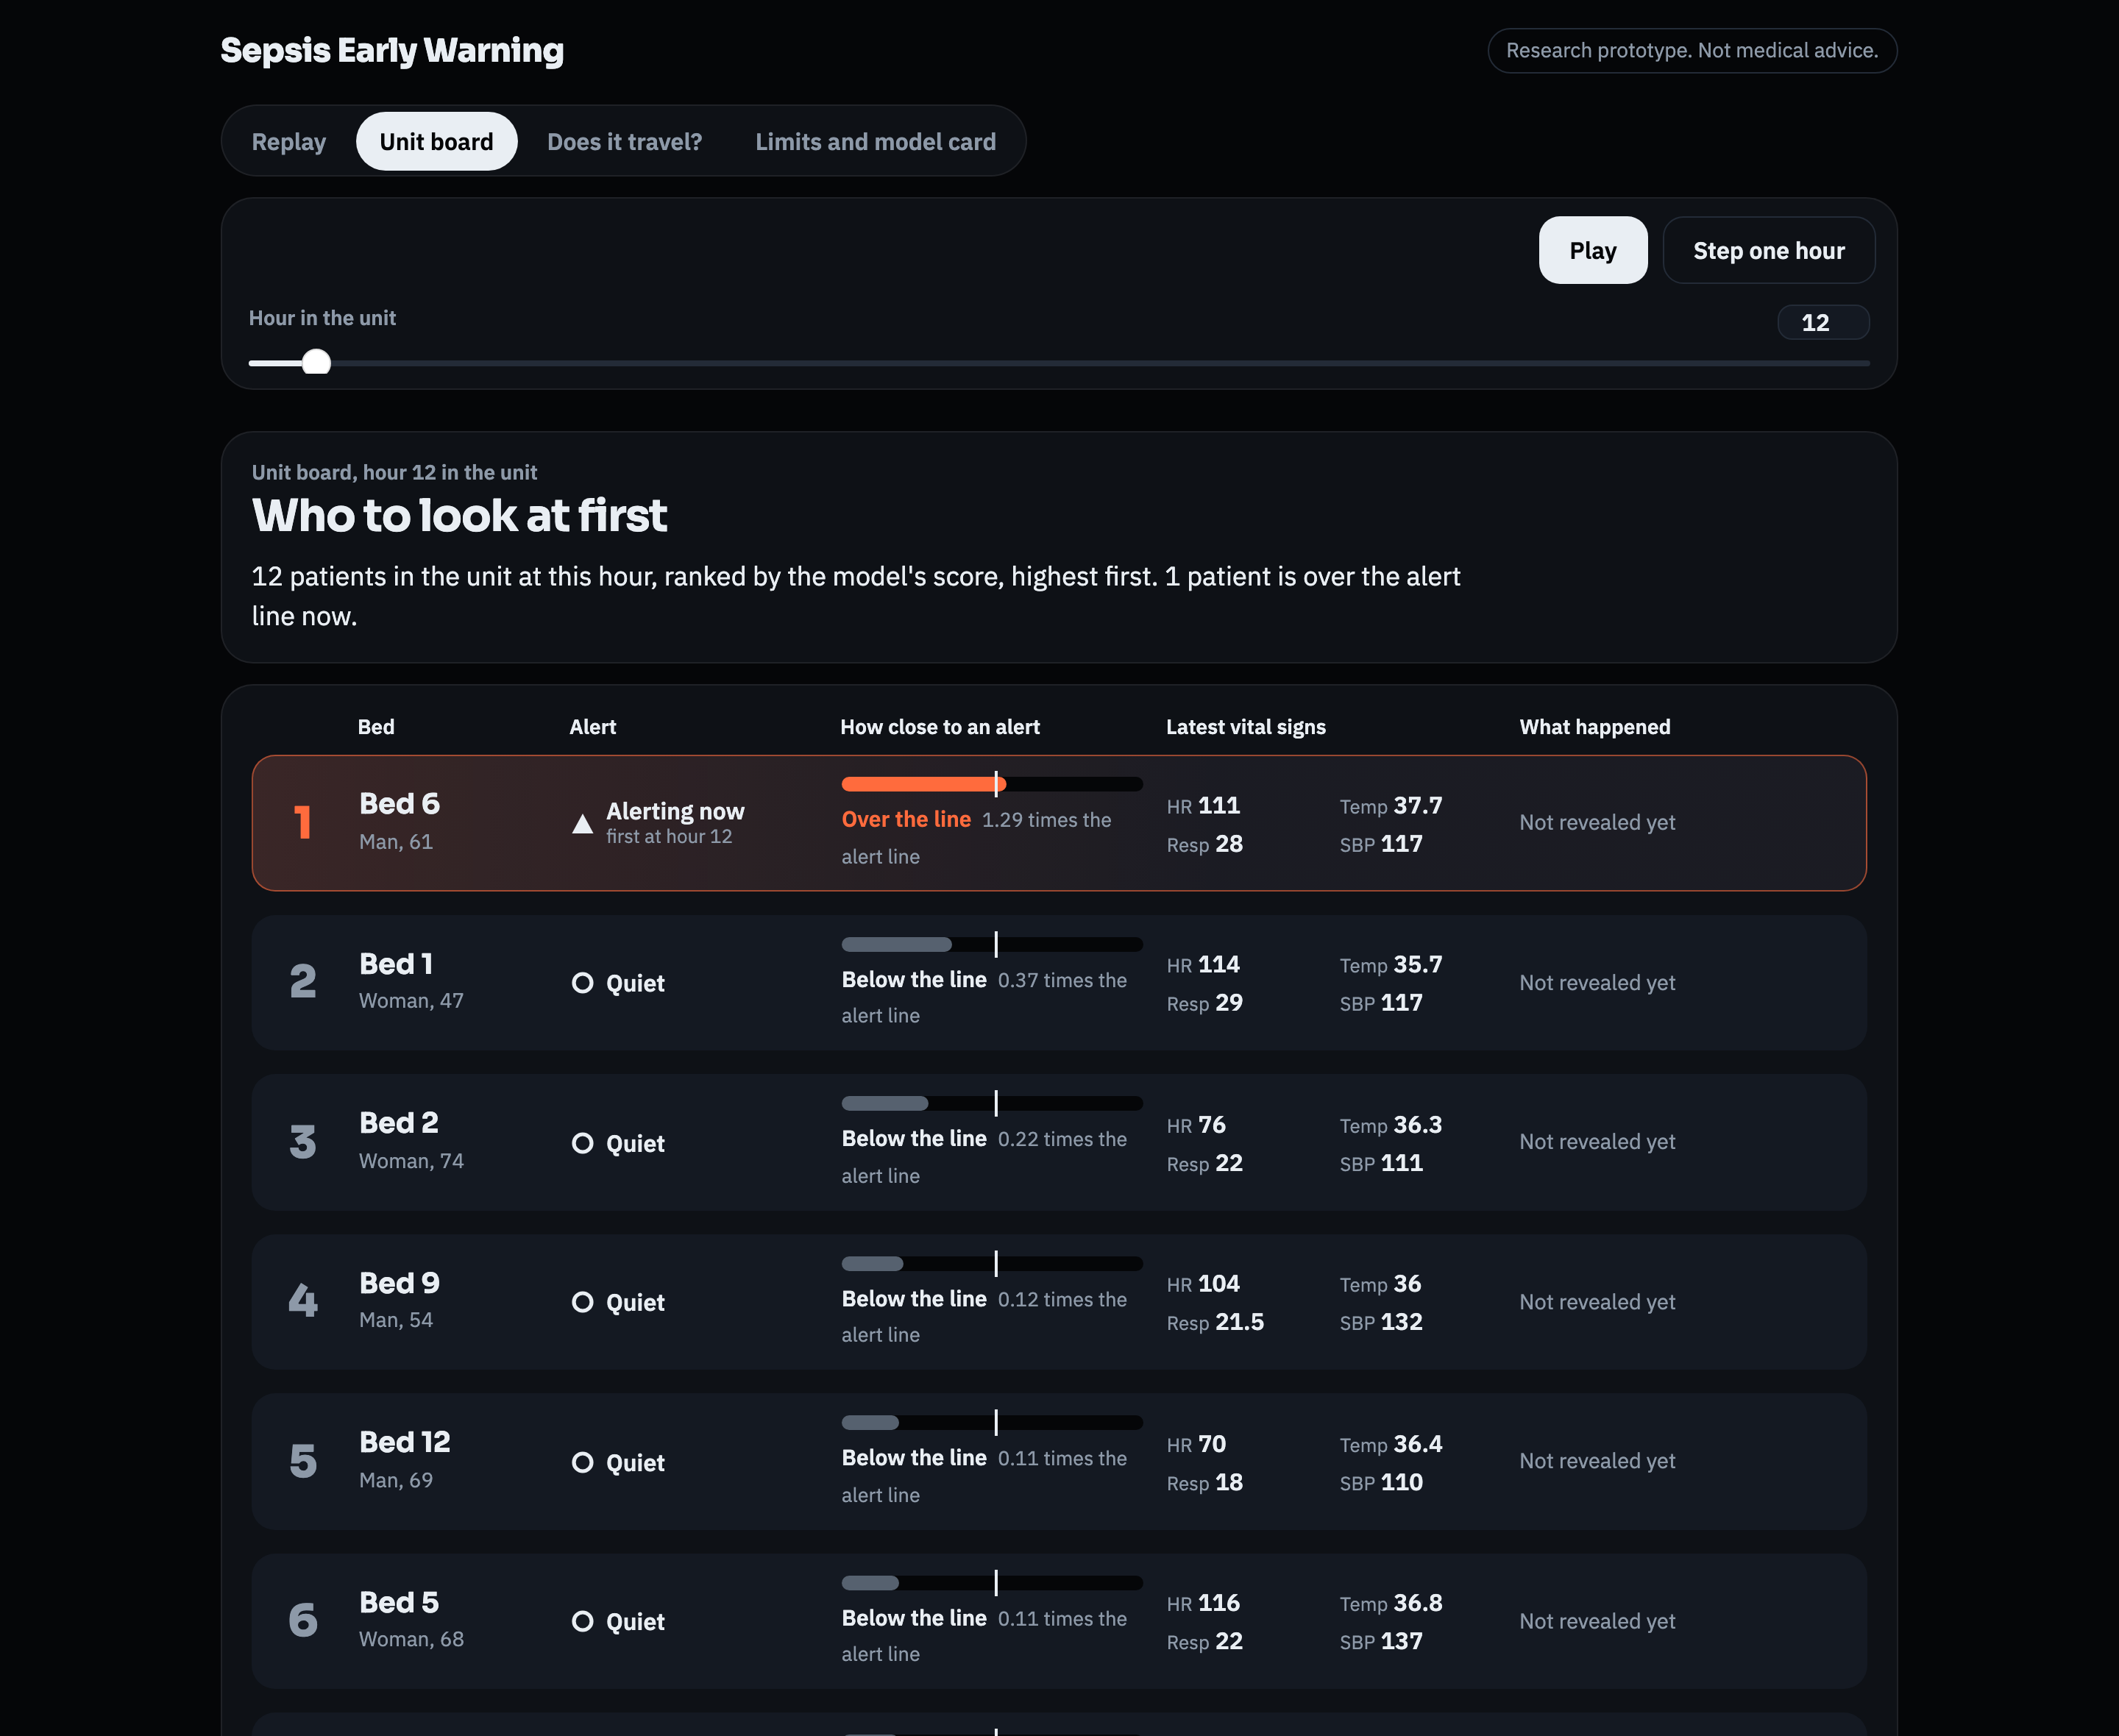 Sepsis Early Warning
Research prototype. Not medical advice.
Replay
Unit board
Does it travel?
Limits and model card
Play
Step one hour
Hour in the unit
12
Unit board, hour 12 in the unit
Who to look at first
12 patients in the unit at this hour, ranked by the model's score, highest first. 1 patient is over the alert
line now.
Bed
Alert
How close to an alert
Latest vital signs
What happened
1
Bed 6
Man, 61
Alerting now
first at hour 12
Over the line 1.29 times the
alert line
HR 111
Temp 37.7
Resp 28
SBP 117
Not revealed yet
2
Bed 1
Woman, 47
Quiet
Below the line 0.37 times the
alert line
HR 114
Temp 35.7
Resp 29
SBP 117
Not revealed yet
3
Bed 2
Woman, 74
Quiet
Below the line 0.22 times the
alert line
HR 76
Temp 36.3
Resp 22
SBP 111
Not revealed yet
4
Bed 9
Man, 54
Quiet
Below the line 0.12 times the
alert line
HR 104
Temp 36
Resp 21.5
SBP 132
Not revealed yet
5
Bed 12
Man, 69
Quiet
Below the line 0.11 times the
alert line
HR 70
Temp 36.4
Resp 18
SBP 110
Not revealed yet
6
Bed 5
Woman, 68
Quiet
Below the line 0.11 times the
alert line
HR 116
Temp 36.8
Resp 22
SBP 137
Not revealed yet